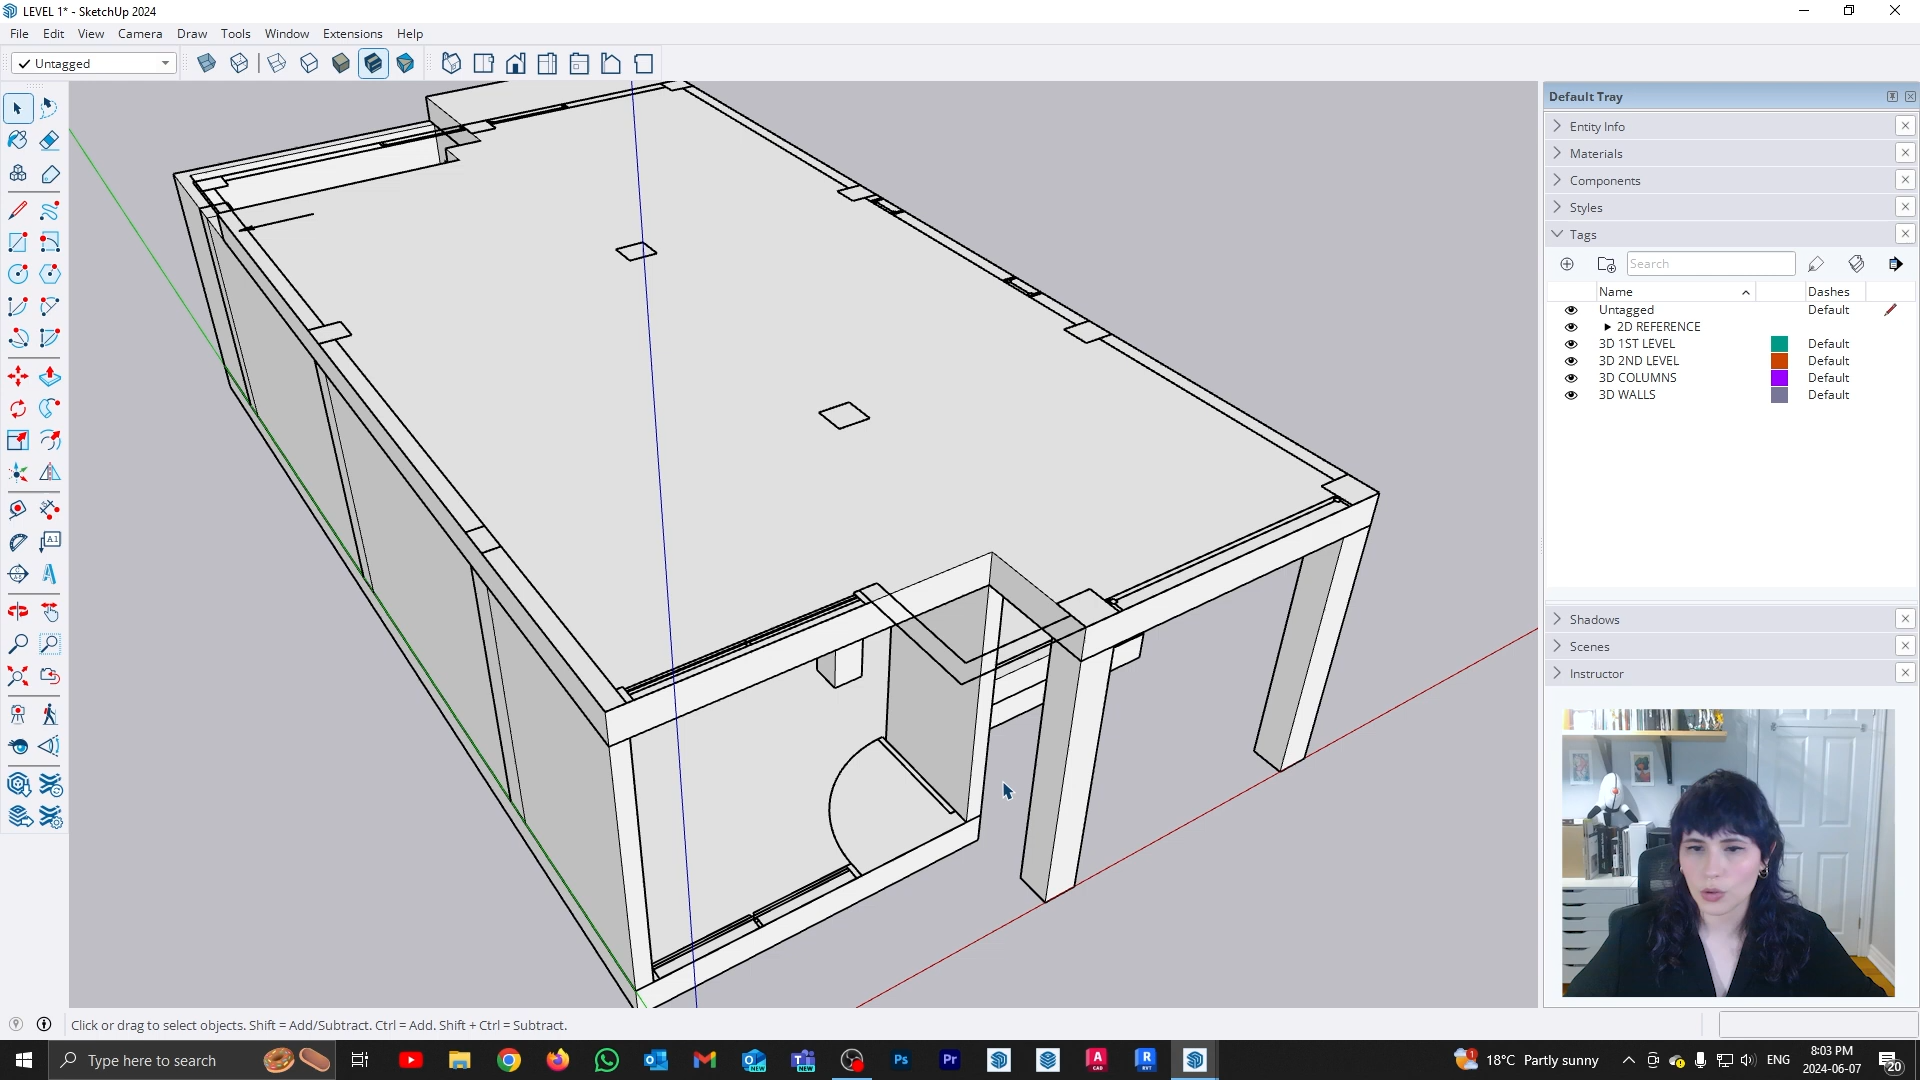 LEVEL 1* - SketchUp 2024
File Edit View Camera Draw Tools Window Extensions Help
Untagged
Default Tray
Entity Info
Materials
Components
Styles
Tags
Search
Name Dashes
Untagged Default
2D REFERENCE
3D 1ST LEVEL Default
3D 2ND LEVEL Default
3D COLUMNS Default
3D WALLS Default
Shadows
Scenes
Instructor
Click or drag to select objects. Shift = Add/Subtract. Ctrl = Add. Shift + Ctrl = Subtract.
Type here to search
18°C Partly sunny
ENG
8:03 PM
2024-06-07
20